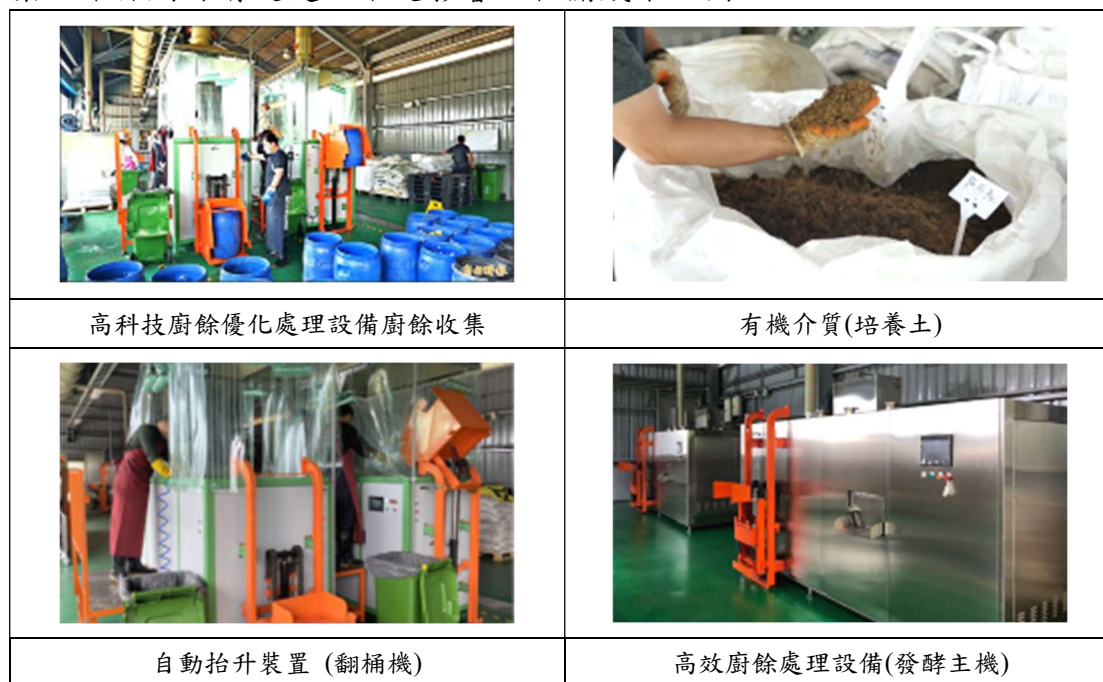 高科技廚餘優化處理設備廚餘收集
有機介質(培養土)
自動抬升裝置 (翻桶機)
高效廚餘處理設備(發酵主機)